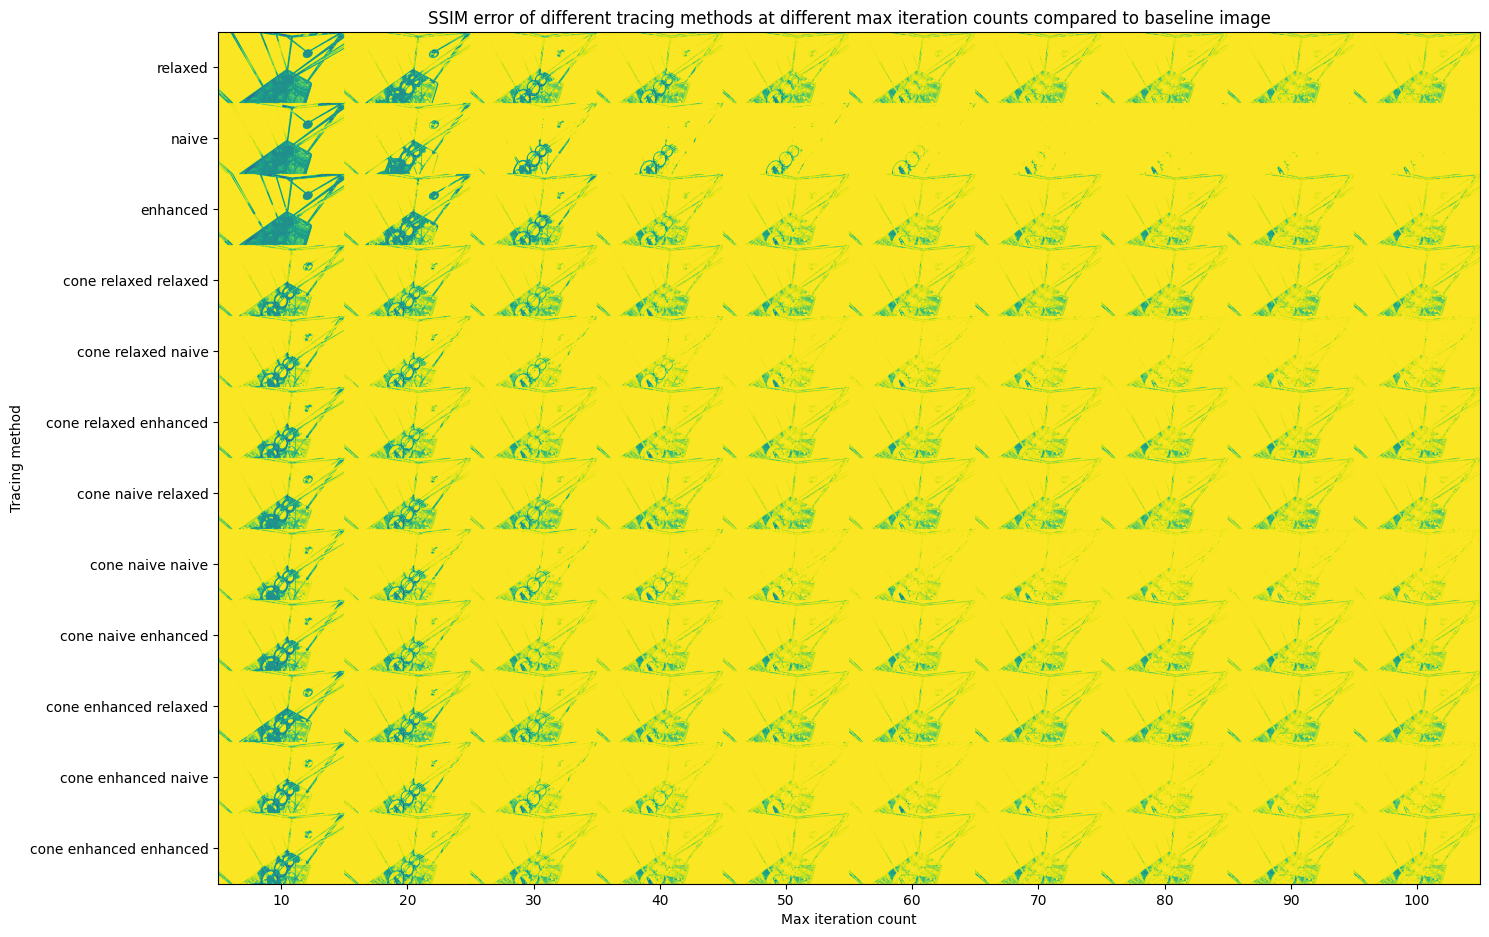 SSIM error of different tracing methods at different max iteration counts compared to baseline image
Tracing method
relaxed
naive
enhanced
cone relaxed relaxed
cone relaxed naive
cone relaxed enhanced
cone naive relaxed
cone naive naive
cone naive enhanced
cone enhanced relaxed
cone enhanced naive
cone enhanced enhanced
10 20 30 40 50 60 70 80 90 100
Max iteration count